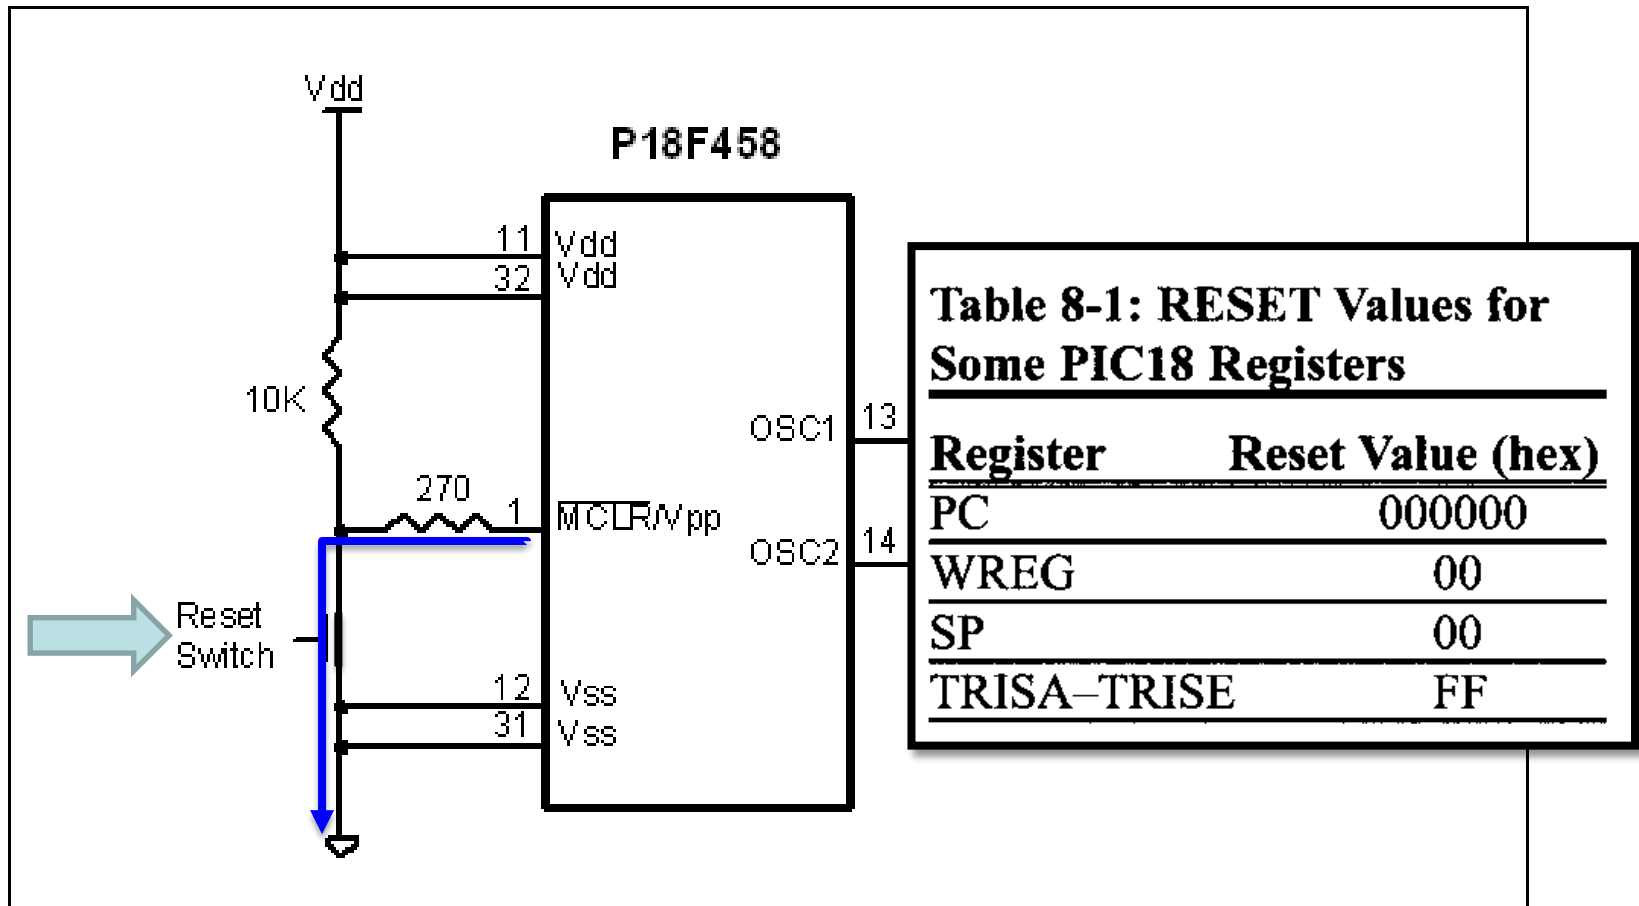 Vdd
P18F458
11 Vdd
32 Vdd
10K
270
1 MCLR/Vpp
OSC1 13
OSC2 14
Reset
Switch
12 Vss
31 Vss
Table 8-1: RESET Values for
Some PIC18 Registers
Register Reset Value (hex)
PC 000000
WREG 00
SP 00
TRISA–TRISE FF